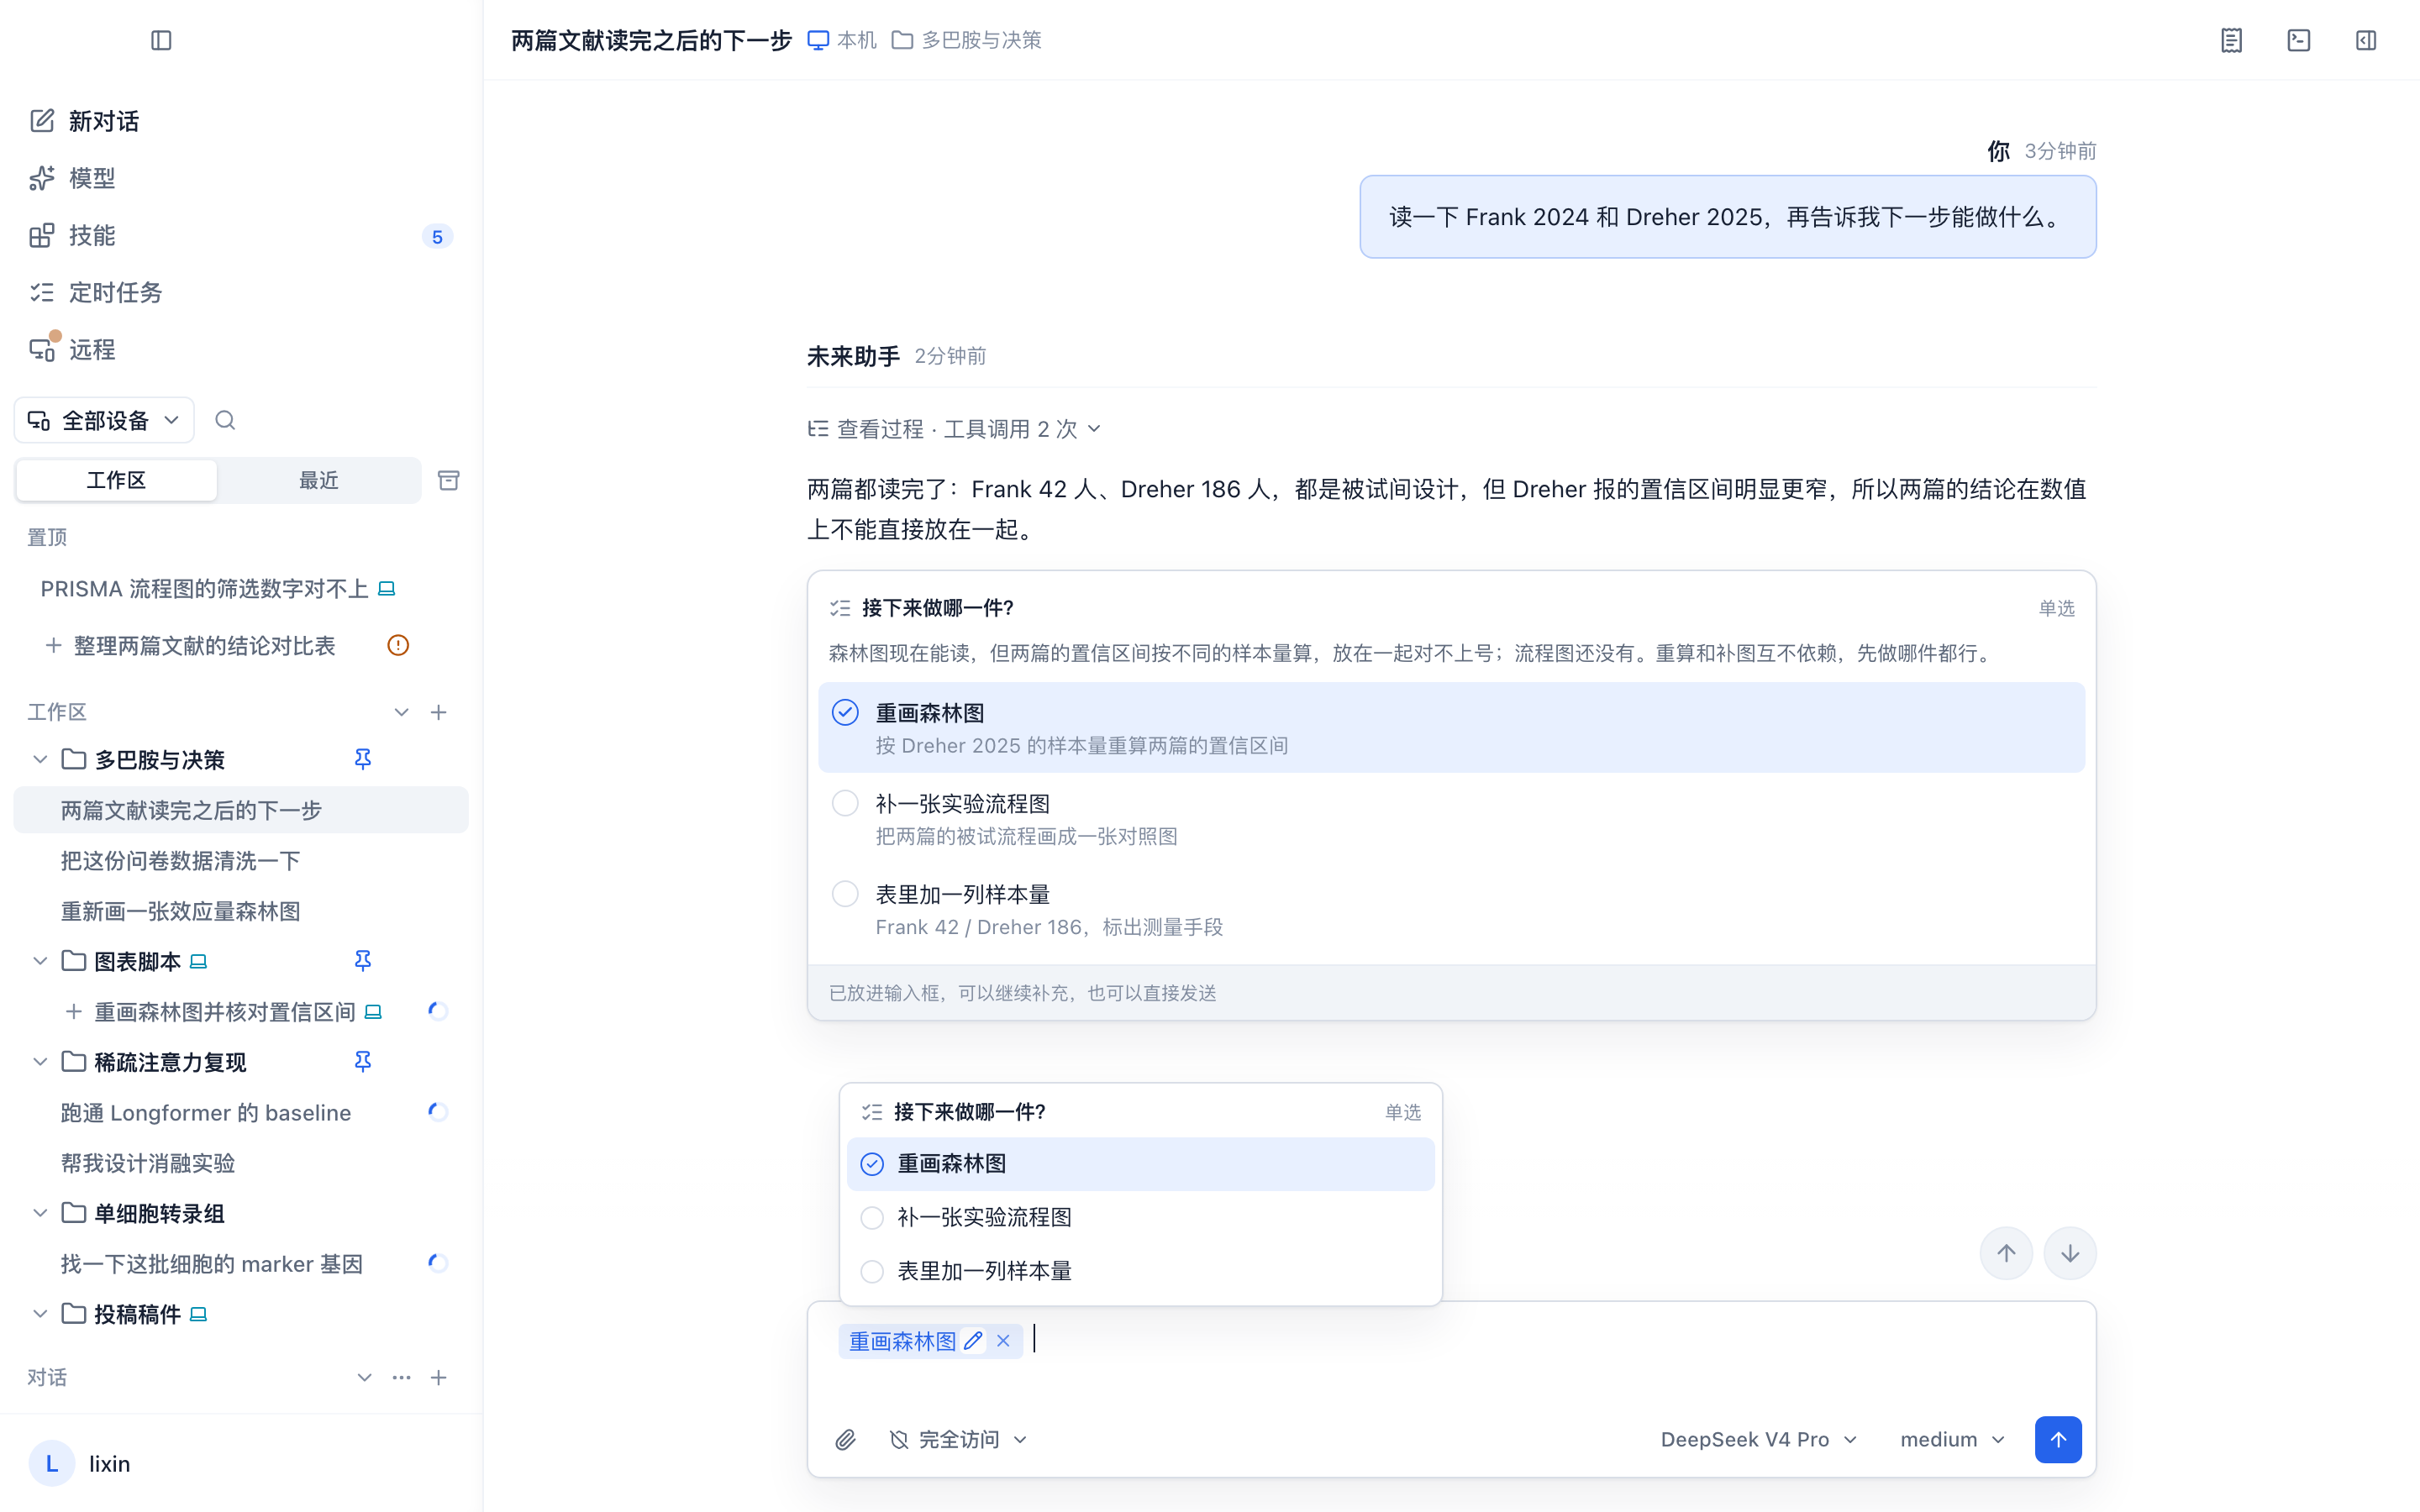 新对话
模型
技能
5
定时任务
远程
全部设备
工作区
最近
置顶
PRISMA 流程图的筛选数字对不上
整理两篇文献的结论对比表
工作区
多巴胺与决策
两篇文献读完之后的下一步
把这份问卷数据清洗一下
重新画一张效应量森林图
图表脚本
重画森林图并核对置信区间
稀疏注意力复现
跑通 Longformer 的 baseline
帮我设计消融实验
单细胞转录组
找一下这批细胞的 marker 基因
投稿稿件
对话
L
lixin
两篇文献读完之后的下一步
本机
多巴胺与决策
你 3分钟前
读一下 Frank 2024 和 Dreher 2025，再告诉我下一步能做什么。
未来助手 2分钟前
查看过程 · 工具调用 2 次
两篇都读完了：Frank 42 人、Dreher 186 人，都是被试间设计，但 Dreher 报的置信区间明显更窄，所以两篇的结论在数值
上不能直接放在一起。
接下来做哪一件?
单选
森林图现在能读，但两篇的置信区间按不同的样本量算，放在一起对不上号；流程图还没有。重算和补图互不依赖，先做哪件都行。
重画森林图
按 Dreher 2025 的样本量重算两篇的置信区间
补一张实验流程图
把两篇的被试流程画成一张对照图
表里加一列样本量
Frank 42 / Dreher 186，标出测量手段
已放进输入框，可以继续补充，也可以直接发送
接下来做哪一件?
单选
重画森林图
补一张实验流程图
表里加一列样本量
重画森林图
完全访问
DeepSeek V4 Pro
medium